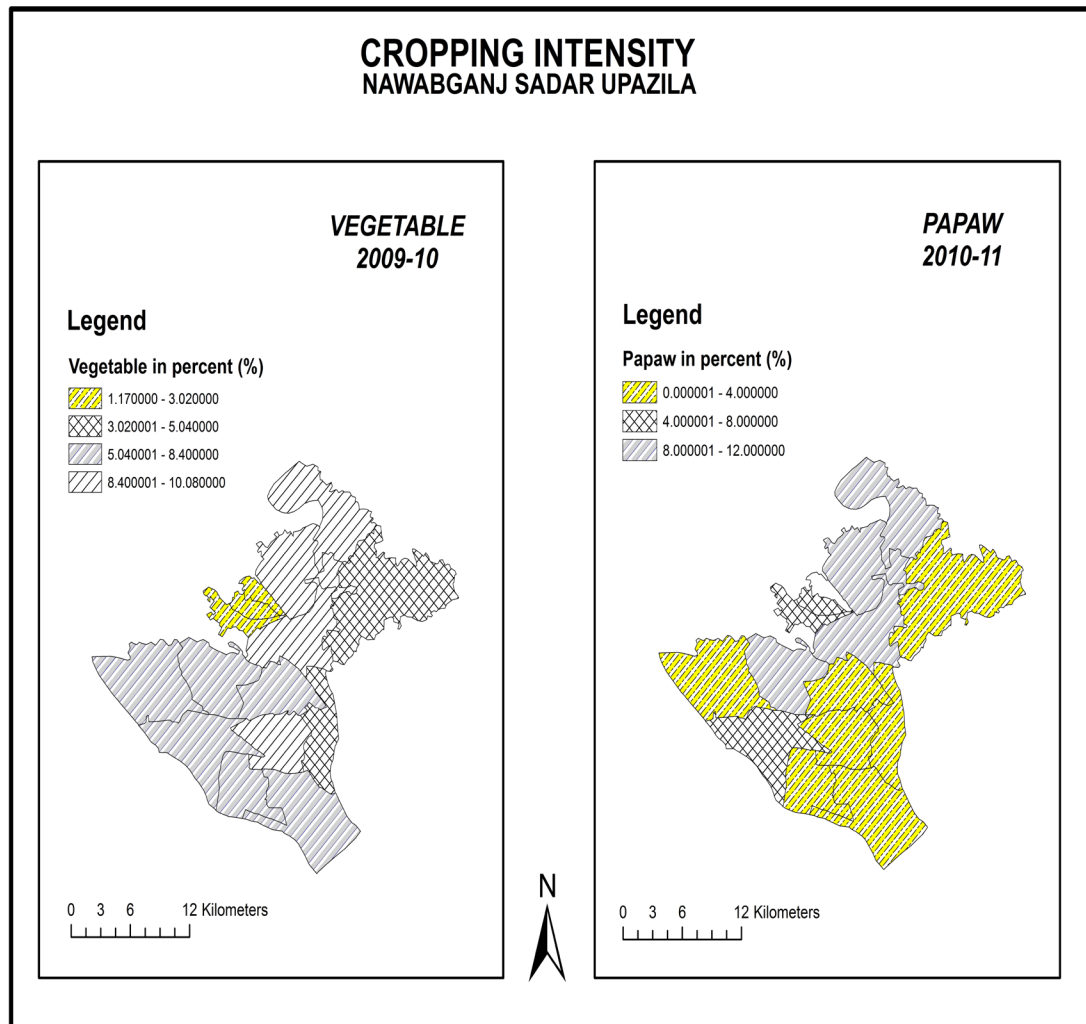 CROPPING INTENSITY
NAWABGANJ SADAR UPAZILA
VEGETABLE
2009-10
Legend
Vegetable in percent (%)
1.170000 - 3.020000
3.020001 - 5.040000
5.040001 - 8.400000
8.400001 - 10.080000
0 3 6 12 Kilometers
N
PAPAW
2010-11
Legend
Papaw in percent (%)
0.000001 - 4.000000
4.000001 - 8.000000
8.000001 - 12.000000
0 3 6 12 Kilometers